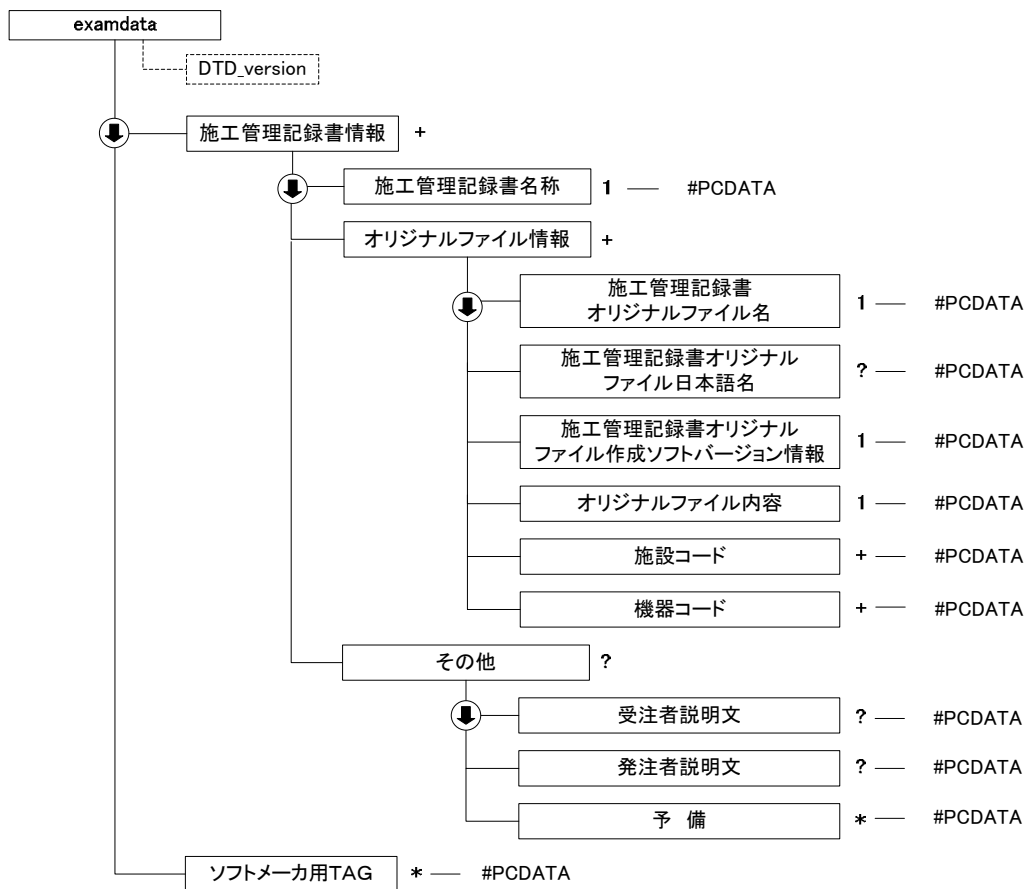 examdata
DTD_version
施工管理記録書情報 +
施工管理記録書名称 1 #PCDATA
オリジナルファイル情報 +
施工管理記録書
オリジナルファイル名 1 #PCDATA
施工管理記録書オリジナル
ファイル日本語名 ? #PCDATA
施工管理記録書オリジナル
ファイル作成ソフトバージョン情報 1 #PCDATA
オリジナルファイル内容 1 #PCDATA
施設コード + #PCDATA
機器コード + #PCDATA
その他 ?
受注者説明文 ? #PCDATA
発注者説明文 ? #PCDATA
予 備 * #PCDATA
ソフトメーカ用TAG * #PCDATA